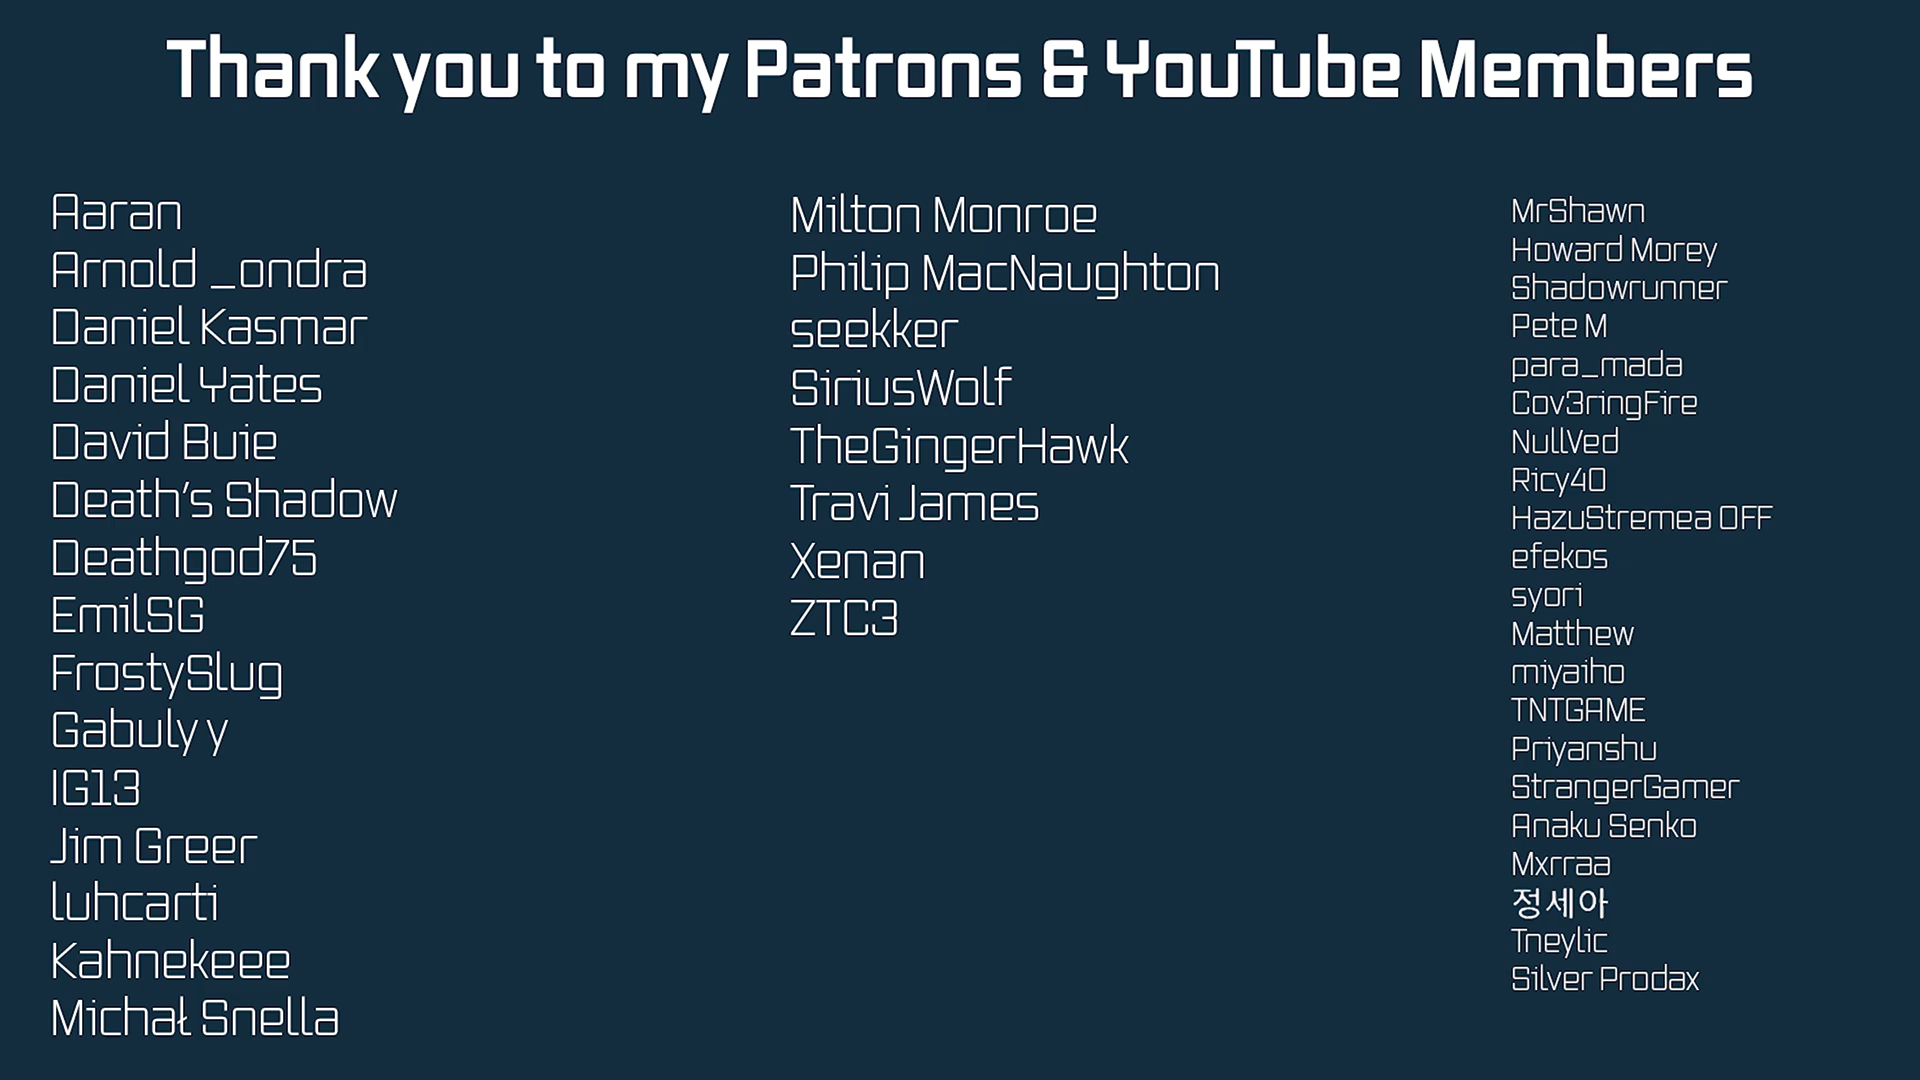 Thank you to my Patrons & YouTube Members
Aaran
Arnold _ondra
Daniel Kasmar
Daniel Yates
David Buie
Death's Shadow
Deathgod75
EmilSG
FrostySlug
Gabuly y
IG13
Jim Greer
luhcarti
Kahnekeee
Michał Snella
Milton Monroe
Philip MacNaughton
seekker
SiriusWolf
TheGingerHawk
Travi James
Xenan
ZTC3
MrShawn
Howard Morey
Shadowrunner
Pete M
para_mada
Cov3ringFire
NullVed
Ricy40
HazuStremea OFF
efekos
syori
Matthew
miyaiho
TNTGAME
Priyanshu
StrangerGamer
Anaku Senko
Mxrraa
정세아
Tneylic
Silver Prodax